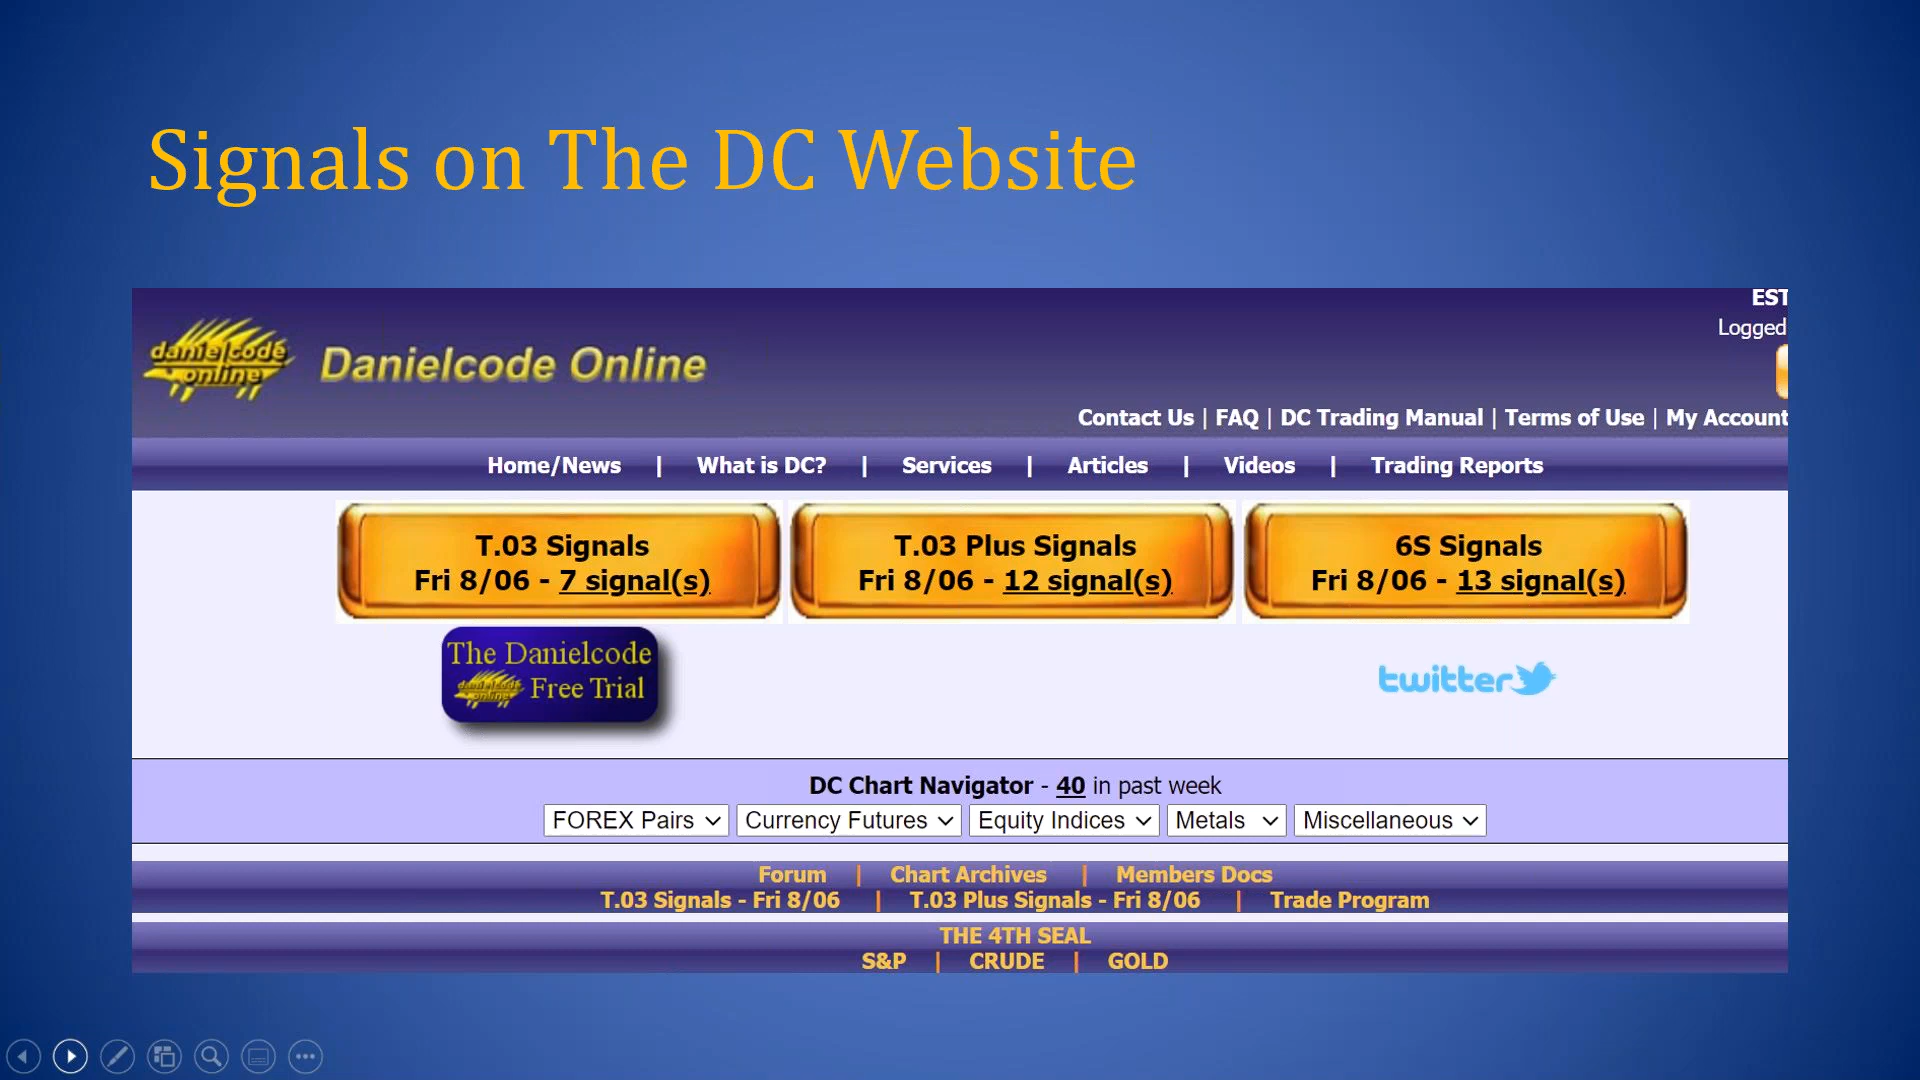 Signals on The DC Website
EST
Logged
danielcode
online
Danielcode Online
Contact Us | FAQ | DC Trading Manual | Terms of Use | My Account
Home/News | What is DC? | Services | Articles | Videos | Trading Reports
T.03 Signals
Fri 8/06 - 7 signal(s)
T.03 Plus Signals
Fri 8/06 - 12 signal(s)
6S Signals
Fri 8/06 - 13 signal(s)
The Danielcode
danielcode
online
Free Trial
twitter
DC Chart Navigator - 40 in past week
FOREX Pairs
Currency Futures
Equity Indices
Metals
Miscellaneous
Forum | Chart Archives | Members Docs
T.03 Signals - Fri 8/06 | T.03 Plus Signals - Fri 8/06 | Trade Program
THE 4TH SEAL
S&P | CRUDE | GOLD